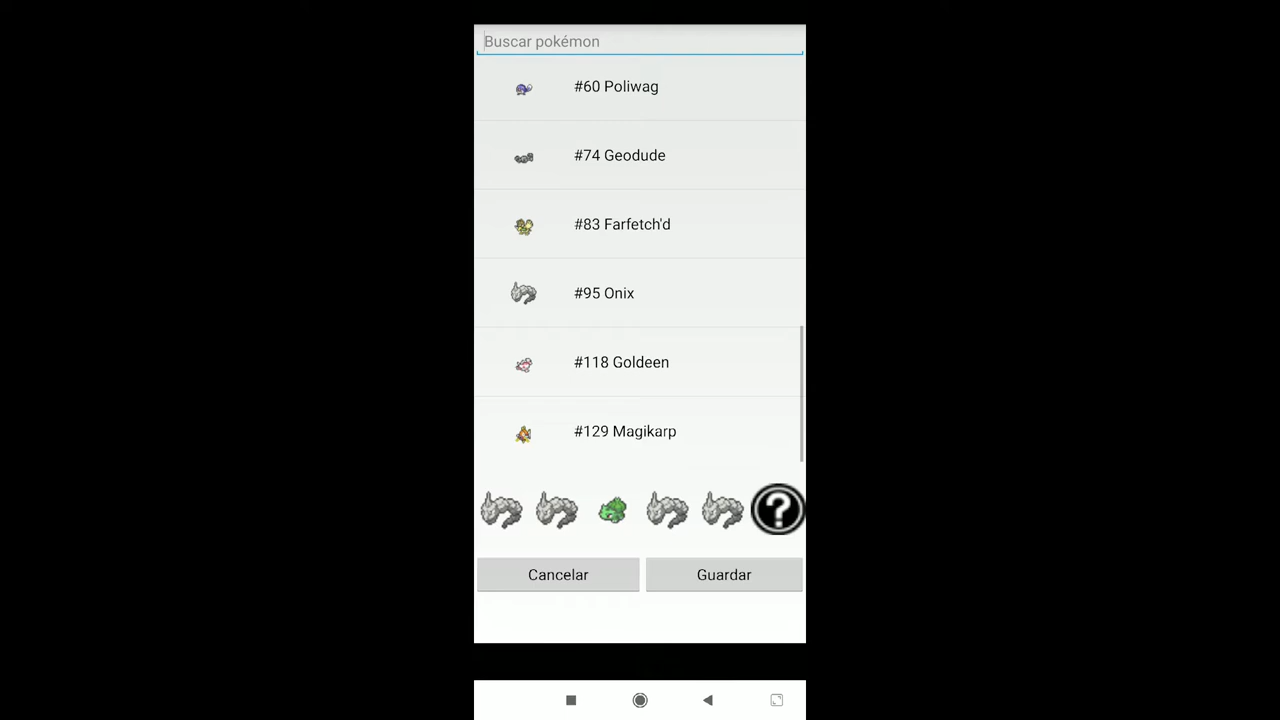 Buscar pokémon
#60 Poliwag
#74 Geodude
#83 Farfetch'd
#95 Onix
#118 Goldeen
#129 Magikarp
?
Cancelar Guardar